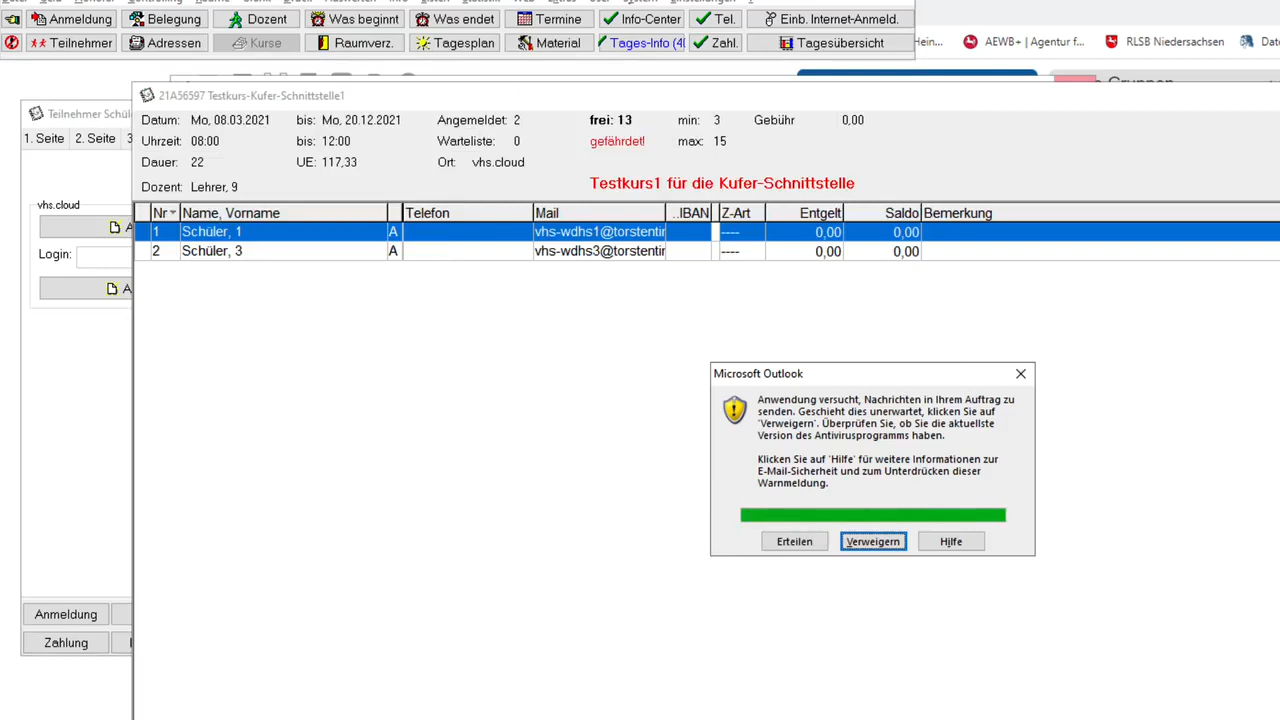 Anmeldung Belegung Dozent Was beginnt Was endet Termine Info-Center Tel. Einb. Internet-Anmeld.
Teilnehmer Adressen Kurse Raumverz. Tagesplan Material Tages-Info (4( Zahl. Tagesübersicht
Hein... AEWB+ | Agentur f... RLSB Niedersachsen
Gruppen
21A56597 Testkurs-Kufer-Schnittstelle1
Teilnehmer Schül
1. Seite 2. Seite 3
Datum: Mo, 08.03.2021 bis: Mo, 20.12.2021 Angemeldet: 2 frei: 13 min: 3 Gebühr 0,00
Uhrzeit: 08:00 bis: 12:00 Warteliste: 0 gefährdet! max: 15
Dauer: 22 UE: 117,33 Ort: vhs.cloud
Dozent: Lehrer, 9 Testkurs1 für die Kufer-Schnittstelle
vhs.cloud
A
Login:
A
Nr Name, Vorname Telefon Mail ..IBAN Z-Art Entgelt Saldo Bemerkung
1 Schüler, 1 A vhs-wdhs1@torstentir ---- 0,00 0,00
2 Schüler, 3 A vhs-wdhs3@torstentir ---- 0,00 0,00
Microsoft Outlook
Anwendung versucht, Nachrichten in Ihrem Auftrag zu
senden. Geschieht dies unerwartet, klicken Sie auf
'Verweigern'. Überprüfen Sie, ob Sie die aktuellste
Version des Antivirusprogramms haben.
Klicken Sie auf 'Hilfe' für weitere Informationen zur
E-Mail-Sicherheit und zum Unterdrücken dieser
Warnmeldung.
Erteilen Verweigern Hilfe
Anmeldung
Zahlung